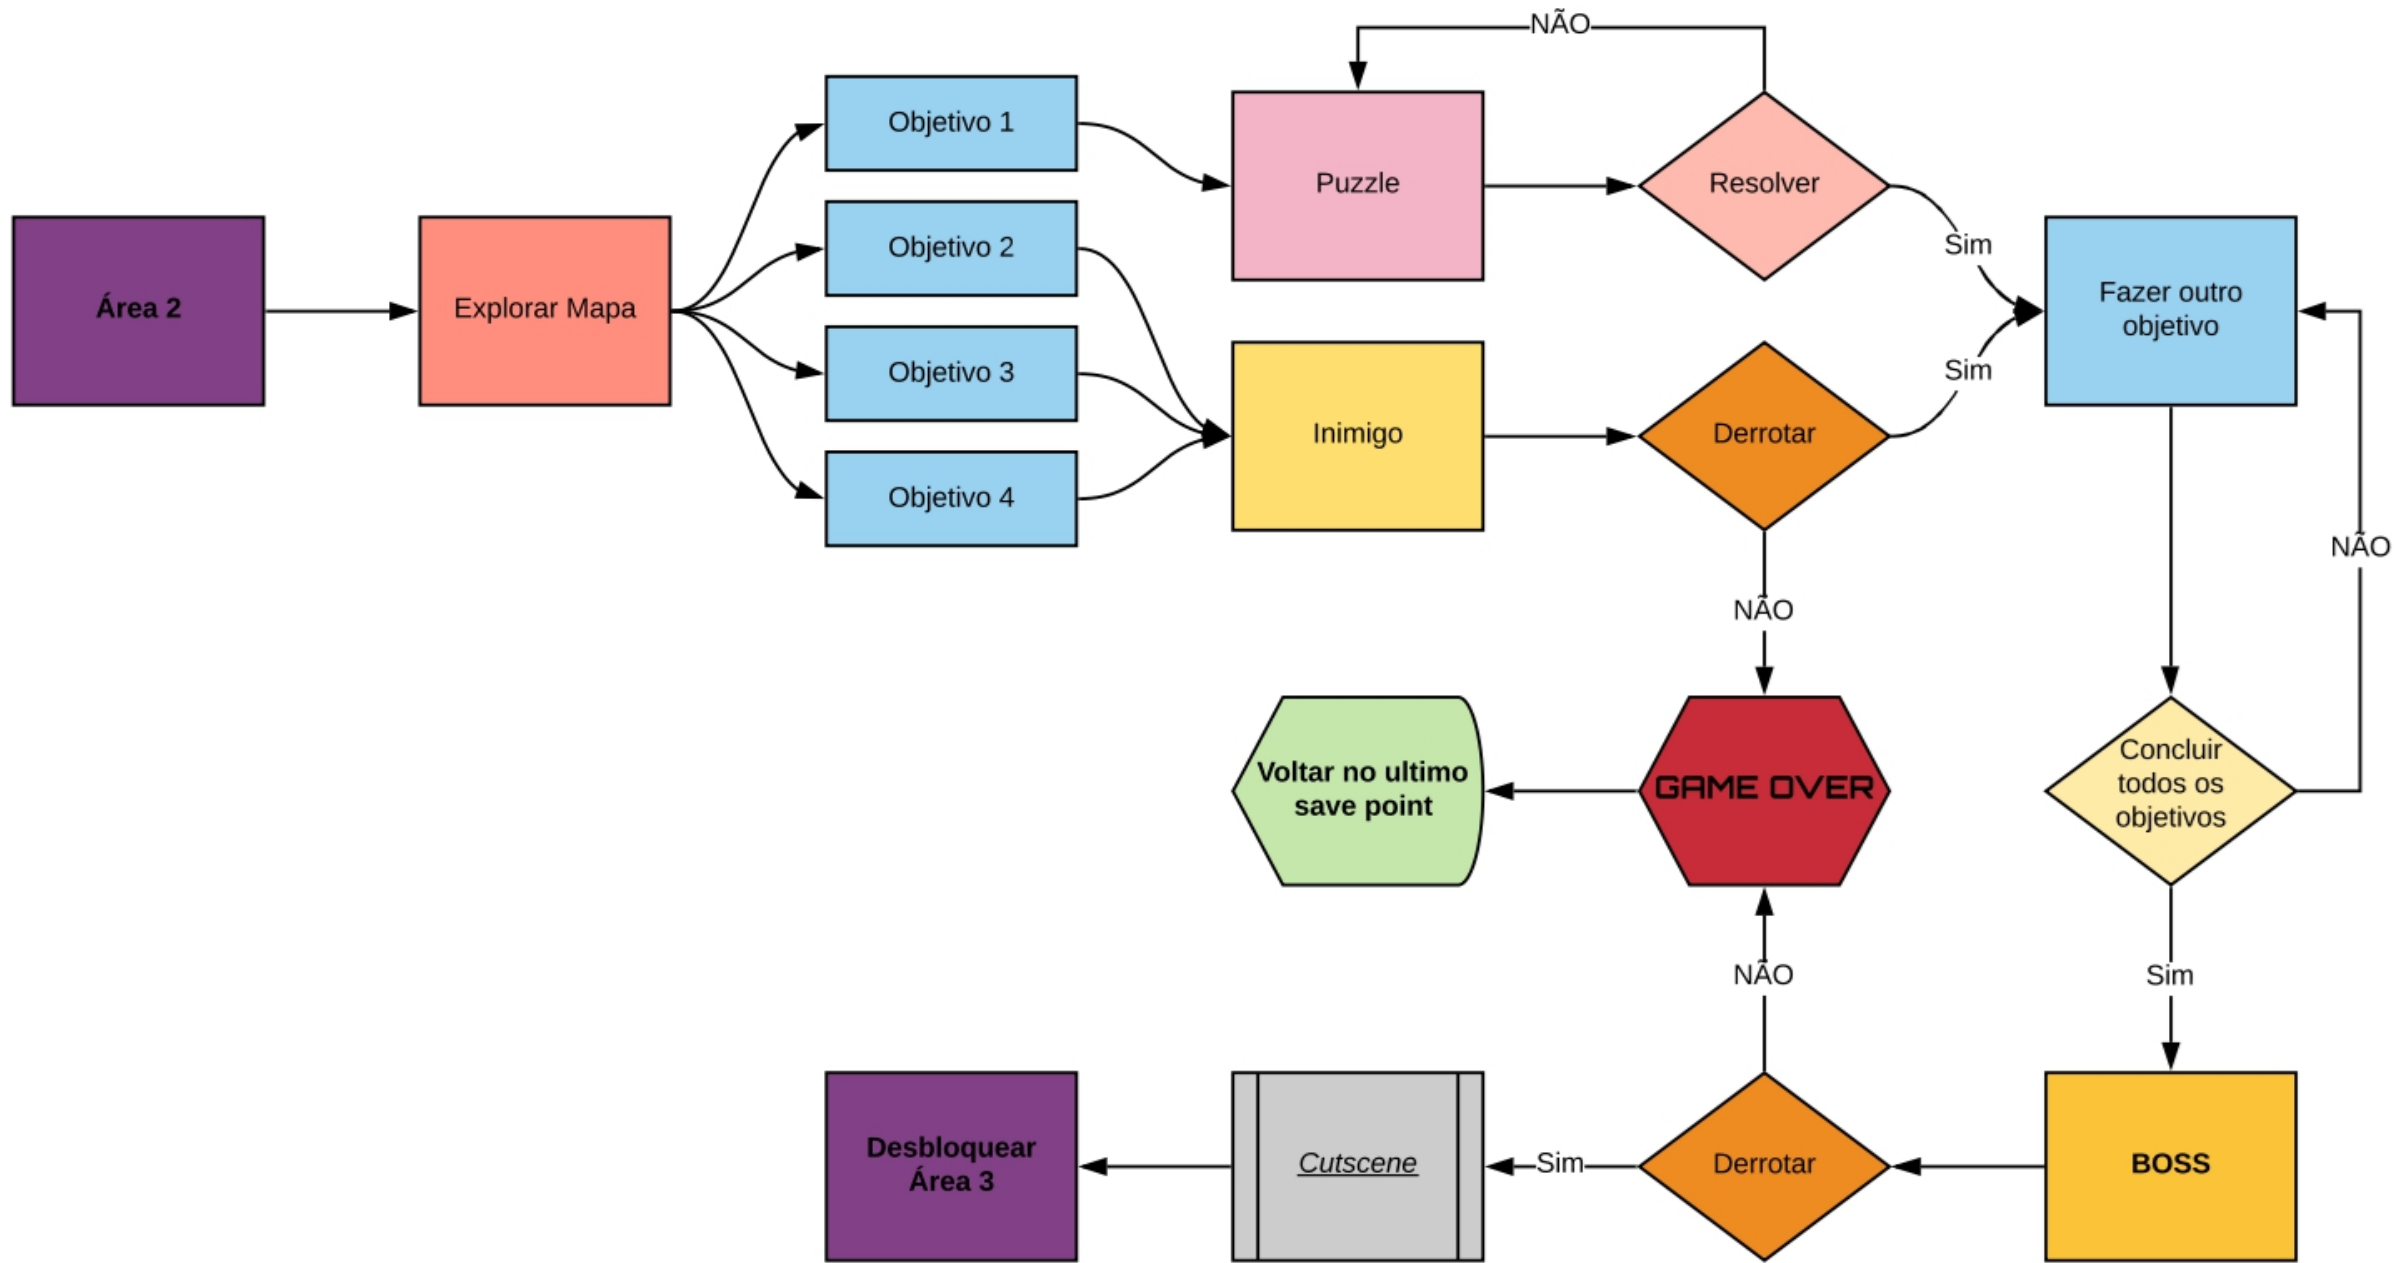 NÃO
Objetivo 1
Puzzle
Resolver
Objetivo 2
Sim
Área 2
Explorar Mapa
Fazer outro
objetivo
Objetivo 3
Sim
Inimigo
Derrotar
Objetivo 4
NÃO
NÃO
Voltar no ultimo
save point
GAME OVER
Concluir
todos os
objetivos
NÃO
Sim
Desbloquear
Área 3
Cutscene
Sim
Derrotar
BOSS